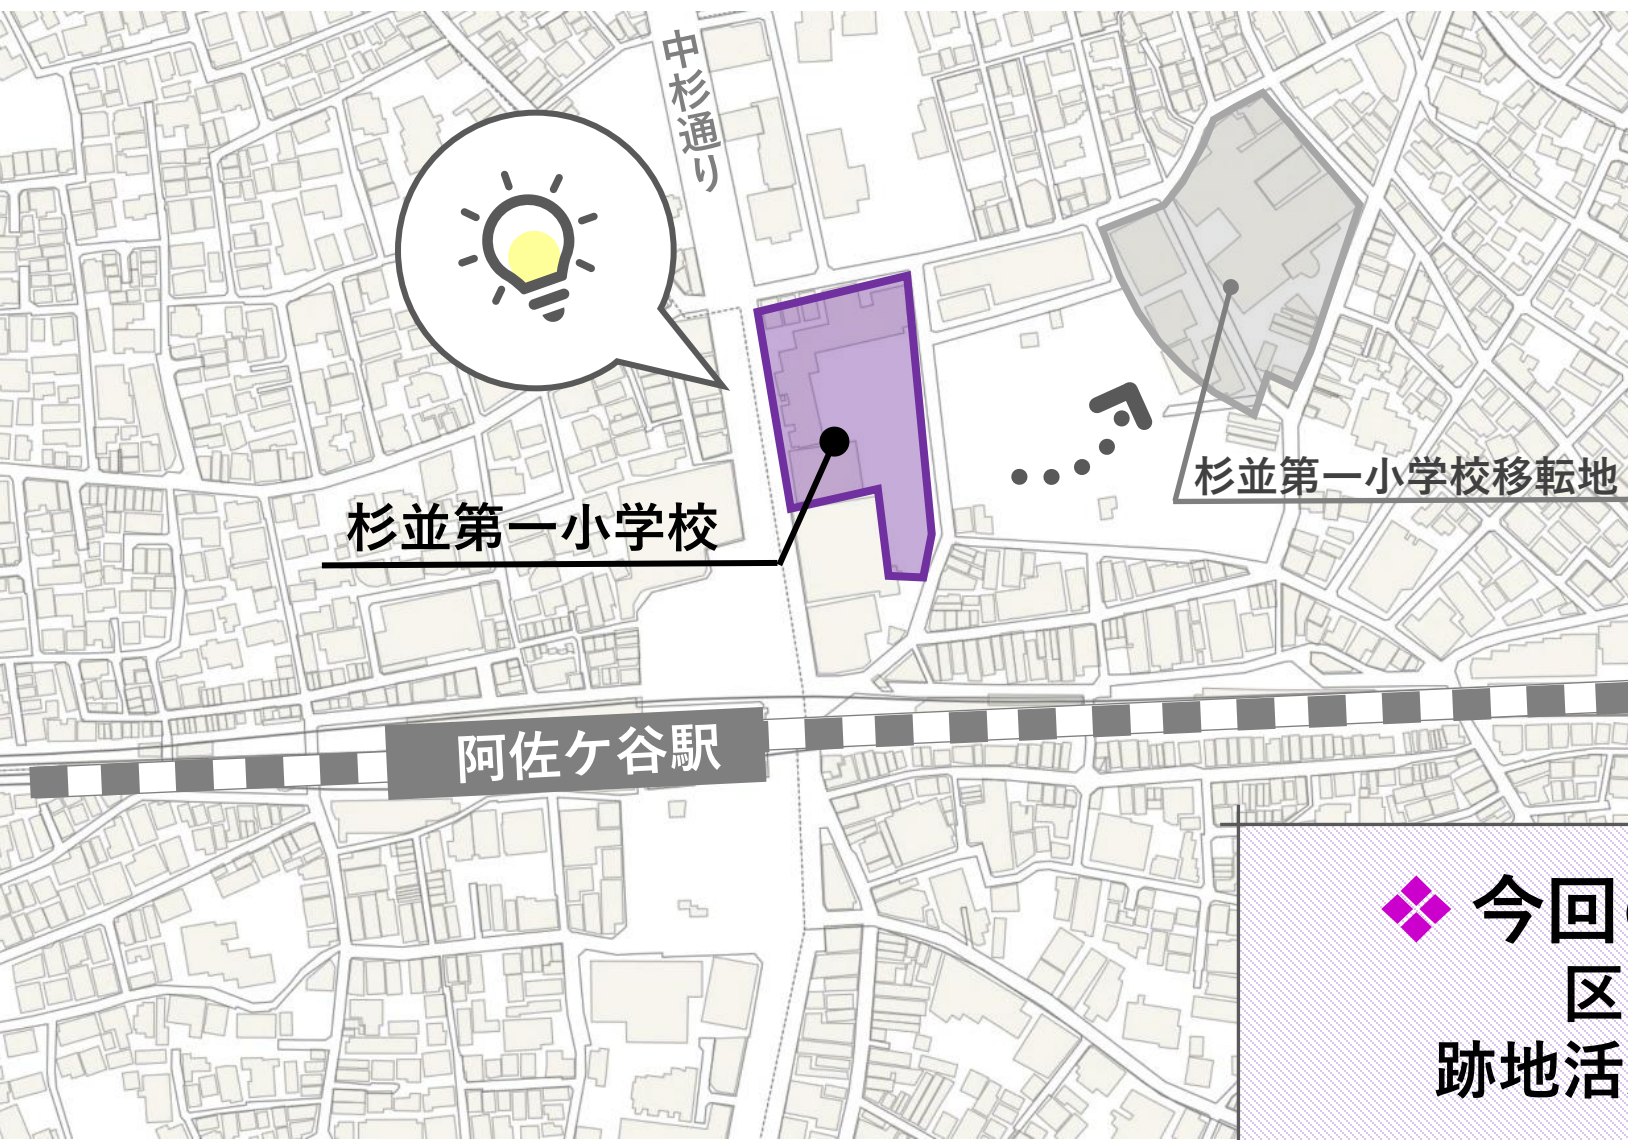 中杉通り
杉並第一小学校移転地
杉並第一小学校
阿佐ケ谷駅
❖ 今回
区
跡地活